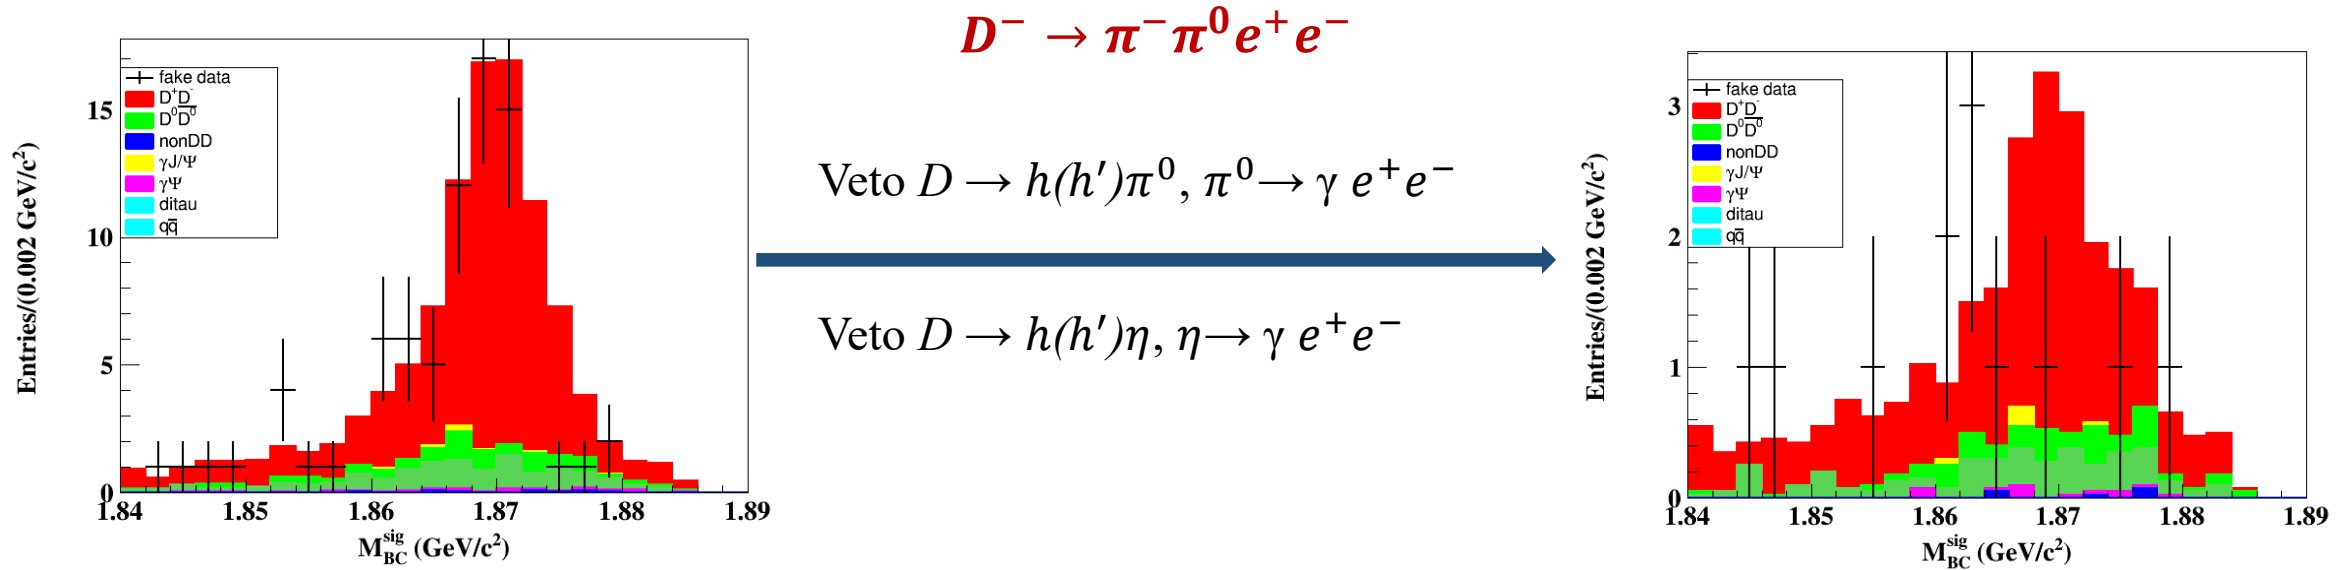 D⁻ → π⁻π⁰e⁺e⁻
Entries/(0.002 GeV/c²)
15
10
5
0
fake data
D⁺D⁻
D⁰D̅⁰
nonDD
γJ/Ψ
γΨ
ditau
qq̅
1.84 1.85 1.86 1.87 1.88 1.89
M_BC^sig (GeV/c²)
Veto D → h(h′)π⁰, π⁰→ γ e⁺e⁻
Veto D → h(h′)η, η→ γ e⁺e⁻
Entries/(0.002 GeV/c²)
3
2
1
0
fake data
D⁺D⁻
D⁰D̅⁰
nonDD
γJ/Ψ
γΨ
ditau
qq̅
1.84 1.85 1.86 1.87 1.88 1.89
M_BC^sig (GeV/c²)